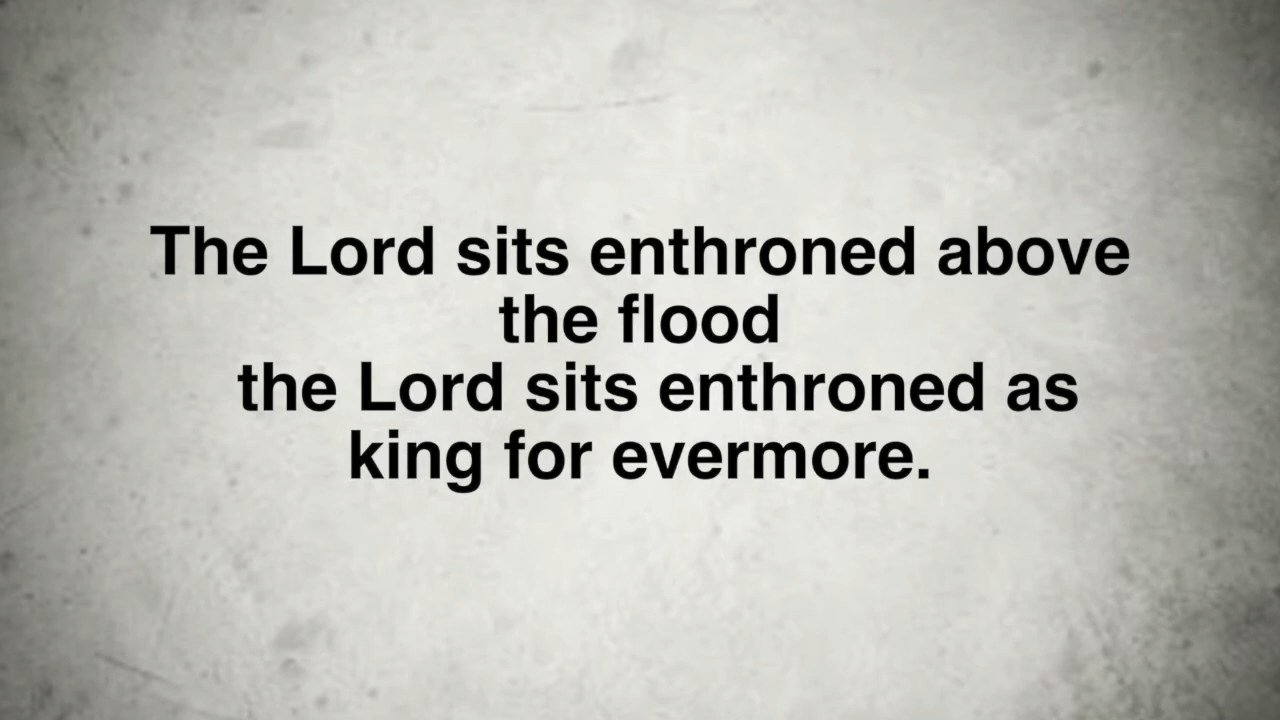 The Lord sits enthroned above
the flood
the Lord sits enthroned as
king for evermore.